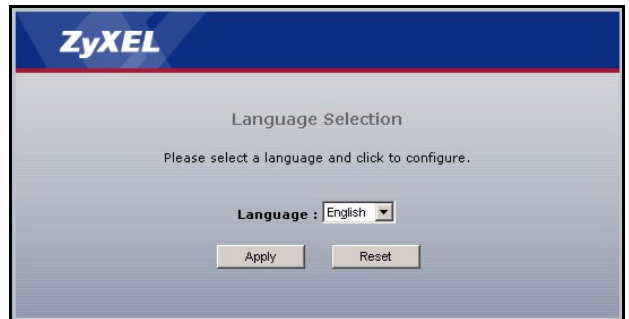 ZyXEL
Language Selection
Please select a language and click to configure.
Language : English
Apply Reset